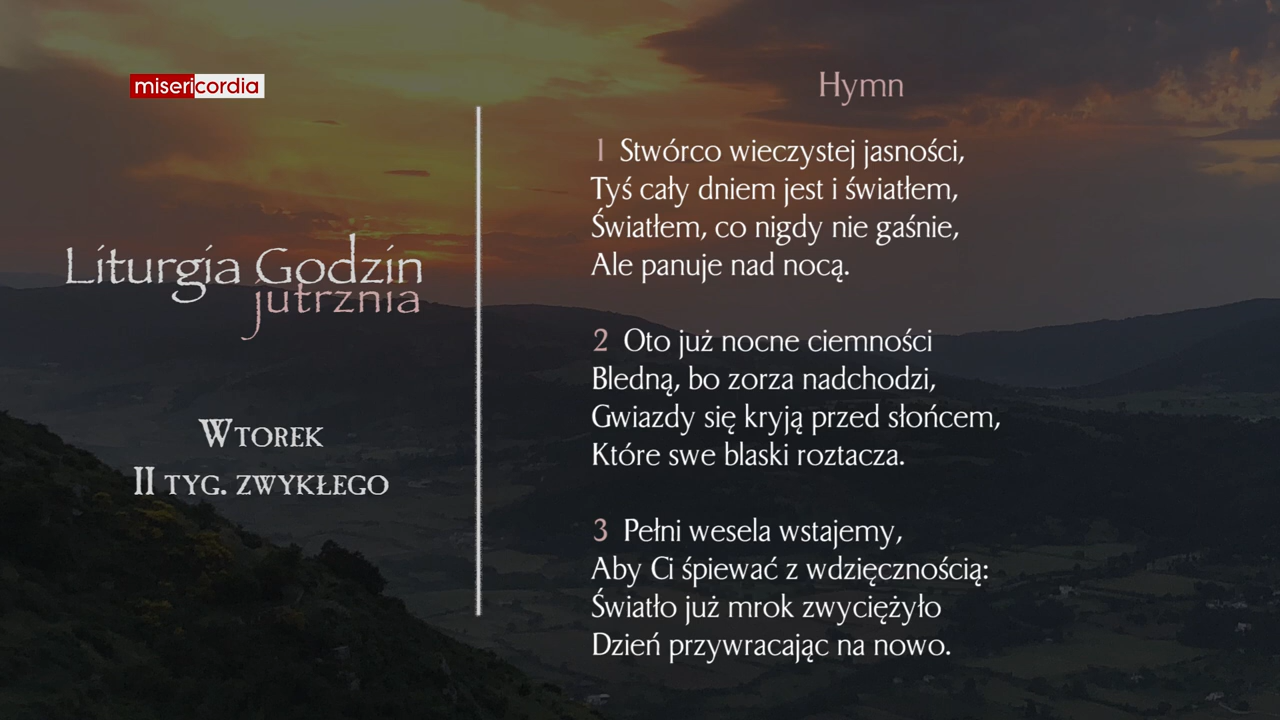 misericordia
Liturgia Godzin
jutrznia
Wtorek
II tyg. zwykłego
Hymn
1 Stwórco wieczystej jasności,
Tyś cały dniem jest i światłem,
Światłem, co nigdy nie gaśnie,
Ale panuje nad nocą.
2 Oto już nocne ciemności
Bledną, bo zorza nadchodzi,
Gwiazdy się kryją przed słońcem,
Które swe blaski roztacza.
3 Pełni wesela wstajemy,
Aby Ci śpiewać z wdzięcznością:
Światło już mrok zwyciężyło
Dzień przywracając na nowo.